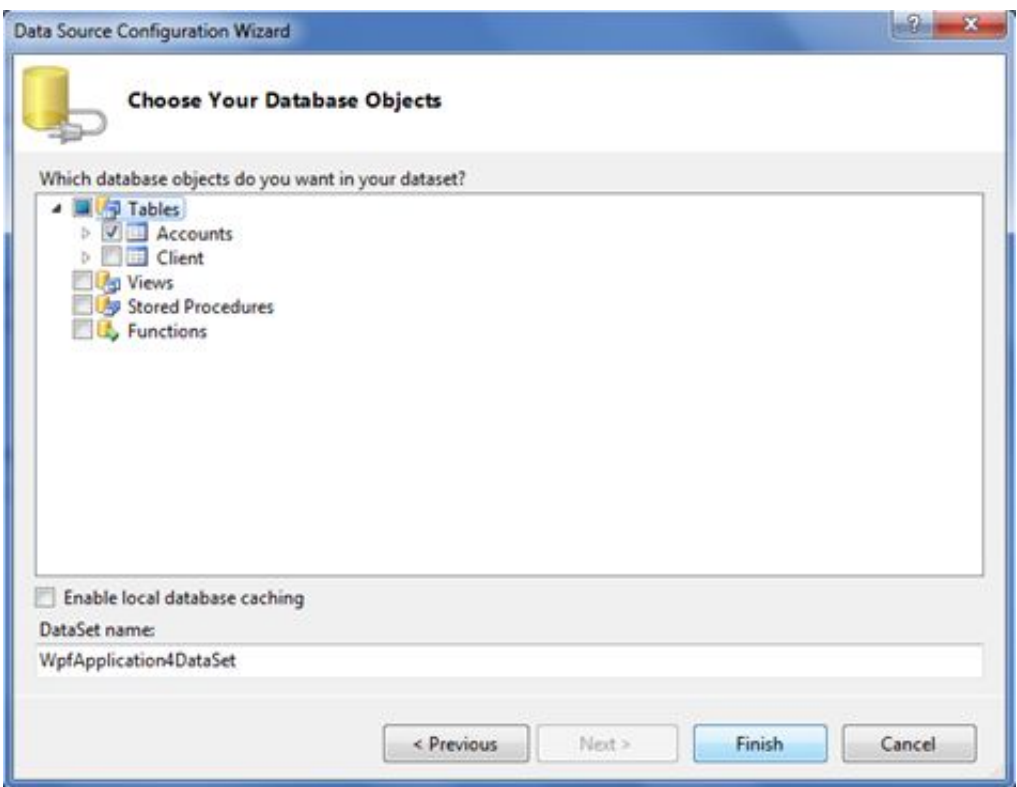 Data Source Configuration Wizard
Choose Your Database Objects
Which database objects do you want in your dataset?
Tables
Accounts
Client
Views
Stored Procedures
Functions
Enable local database caching
DataSet name:
WpfApplication4DataSet
< Previous Next > Finish Cancel